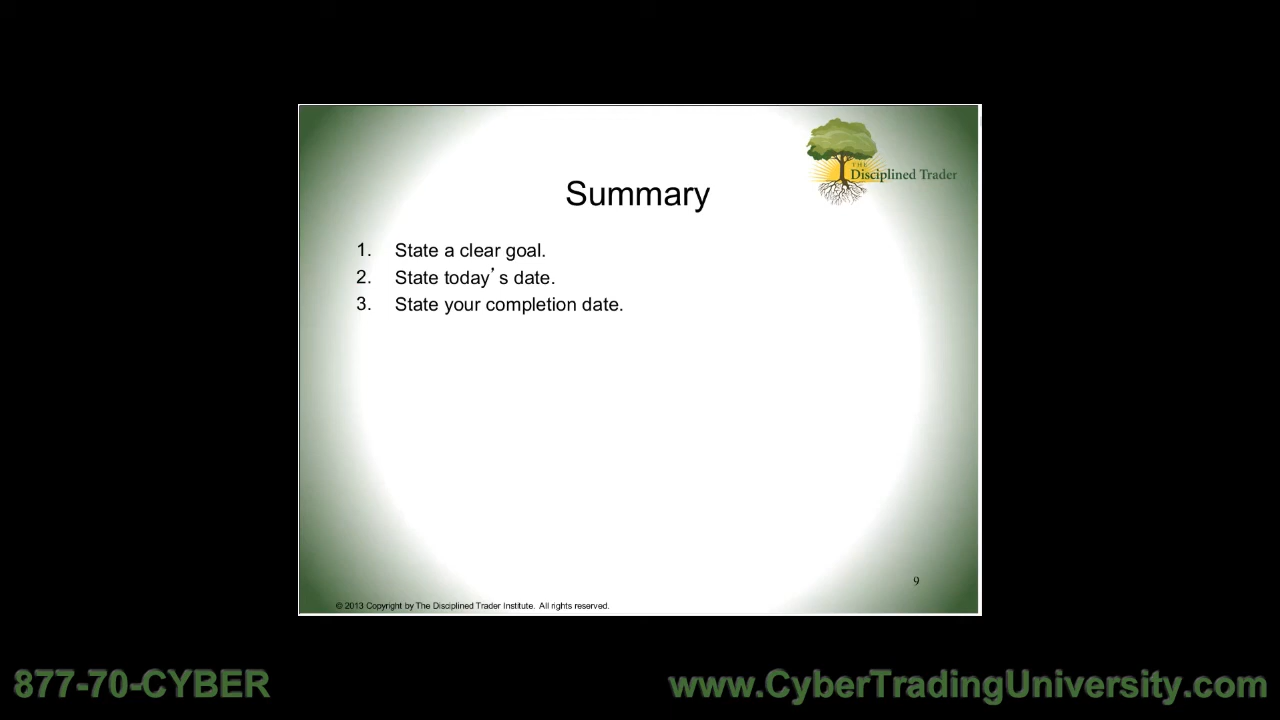 THE
Disciplined Trader
Summary
1. State a clear goal.
2. State today's date.
3. State your completion date.
9
© 2013 Copyright by The Disciplined Trader Institute. All rights reserved.
877-70-CYBER
www.CyberTradingUniversity.com